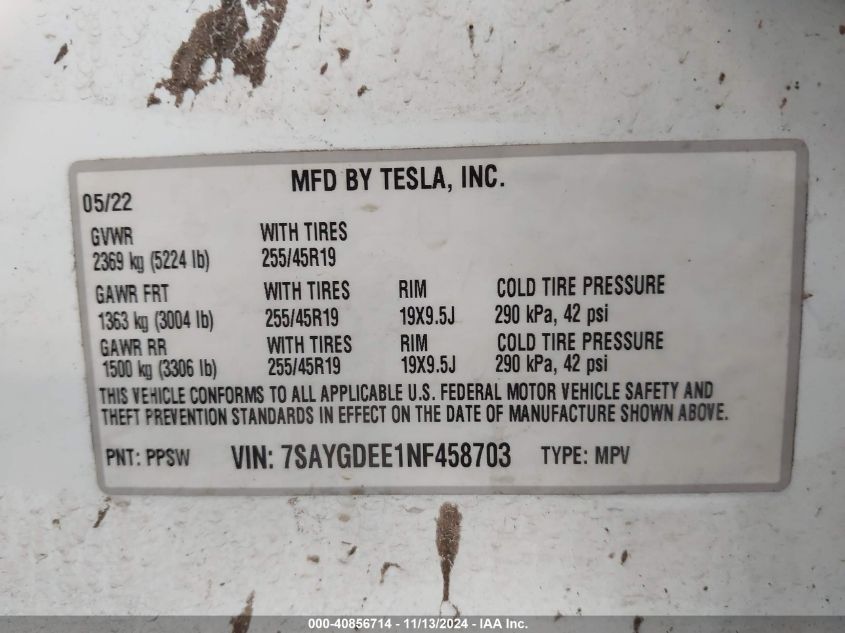 MFD BY TESLA, INC.
05/22
GVWR WITH TIRES
2369 kg (5224 lb) 255/45R19
GAWR FRT WITH TIRES RIM COLD TIRE PRESSURE
1363 kg (3004 lb) 255/45R19 19X9.5J 290 kPa, 42 psi
GAWR RR WITH TIRES RIM COLD TIRE PRESSURE
1500 kg (3306 lb) 255/45R19 19X9.5J 290 kPa, 42 psi
THIS VEHICLE CONFORMS TO ALL APPLICABLE U.S. FEDERAL MOTOR VEHICLE SAFETY AND
THEFT PREVENTION STANDARDS IN EFFECT ON THE DATE OF MANUFACTURE SHOWN ABOVE.
PNT: PPSW VIN: 7SAYGDEE1NF458703 TYPE: MPV
000-40856714 - 11/13/2024 - IAA Inc.